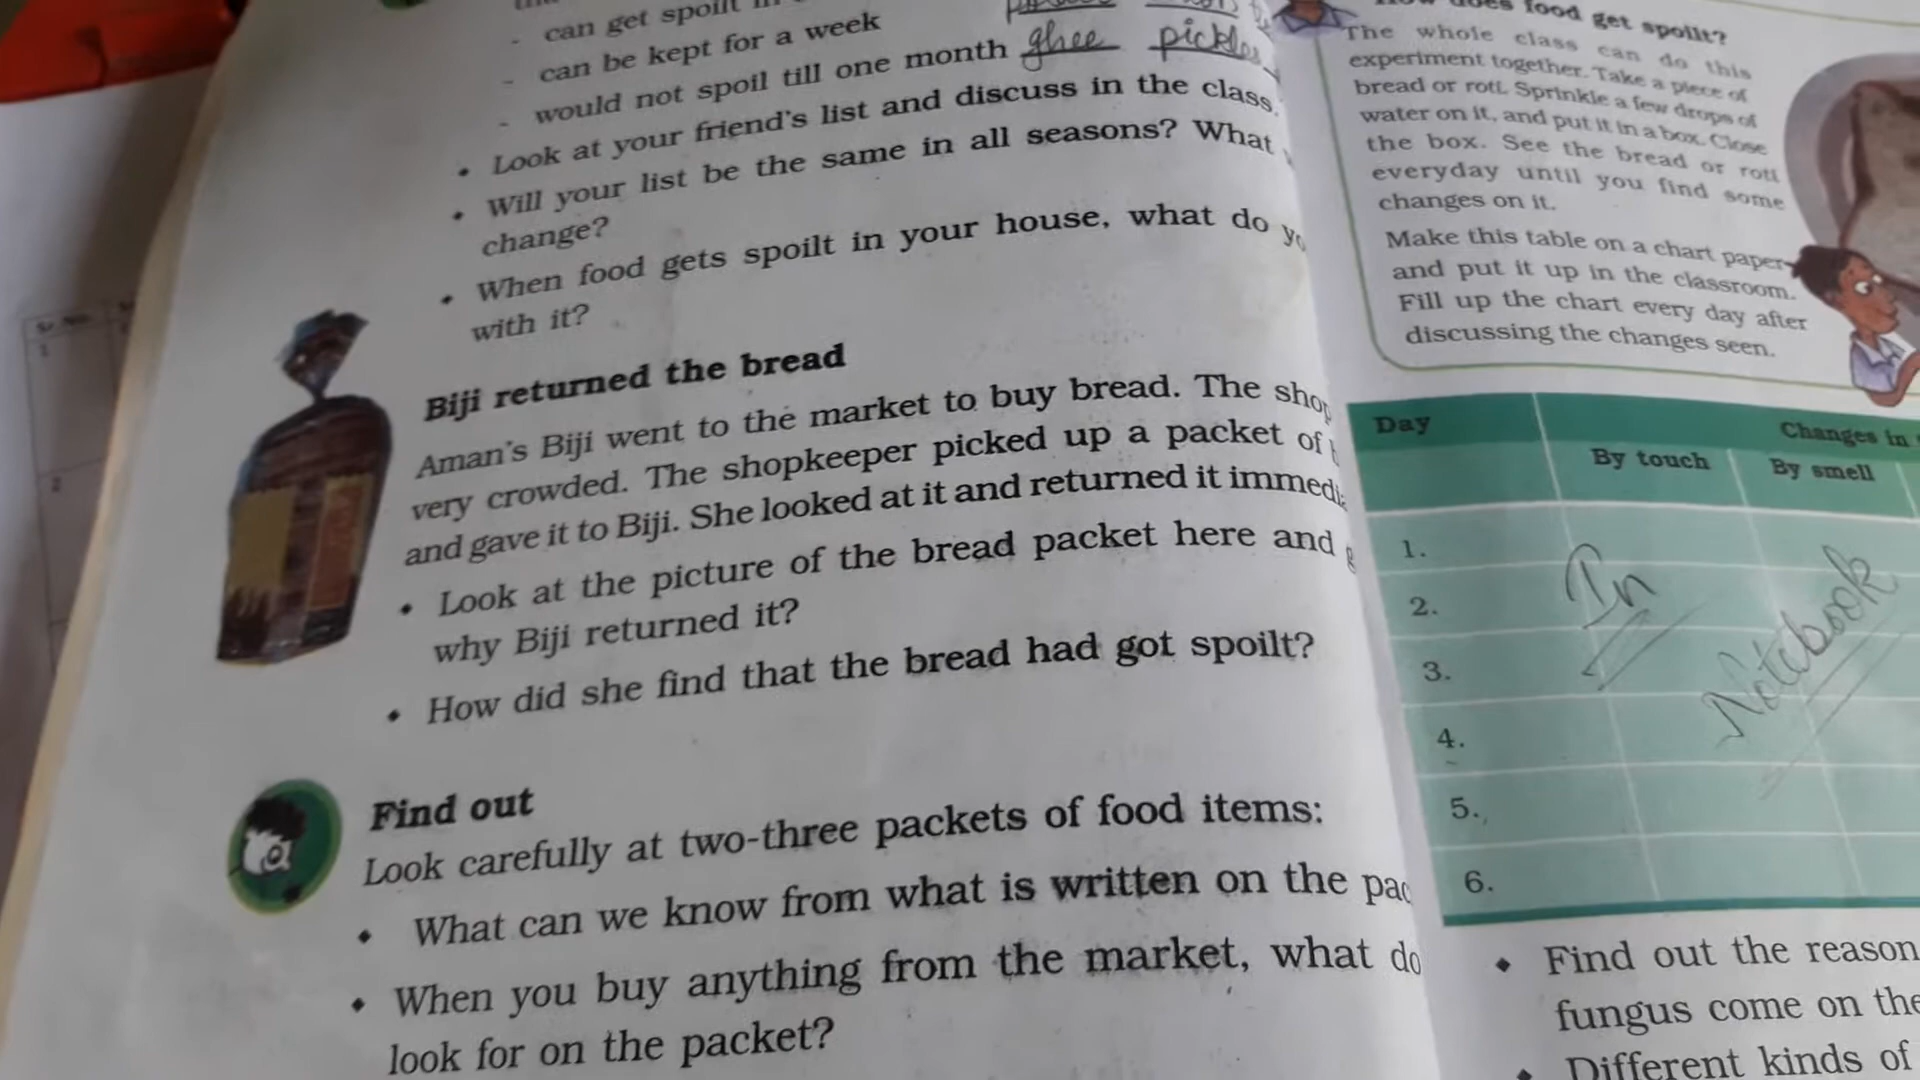 can get spoilt
- can be kept for a week
- would not spoil till one month ghee pickles
• Look at your friend's list and discuss in the class.
• Will your list be the same in all seasons? What
change?
• When food gets spoilt in your house, what do yo
with it?
Biji returned the bread
Aman's Biji went to the market to buy bread. The shop
very crowded. The shopkeeper picked up a packet of
and gave it to Biji. She looked at it and returned it immedi
• Look at the picture of the bread packet here and g
why Biji returned it?
• How did she find that the bread had got spoilt?
Find out
Look carefully at two-three packets of food items:
• What can we know from what is written on the pac
• When you buy anything from the market, what do
look for on the packet?
does food get spoilt?
The whole class can do this
experiment together. Take a piece of
bread or roti. Sprinkle a few drops of
water on it, and put it in a box. Close
the box. See the bread or roti
everyday until you find some
changes on it.
Make this table on a chart paper
and put it up in the classroom.
Fill up the chart every day after
discussing the changes seen.
Day Changes in
By touch By smell
1.
2.
3.
4.
5.
6.
In
Notebook
• Find out the reason
fungus come on the
• Different kinds of